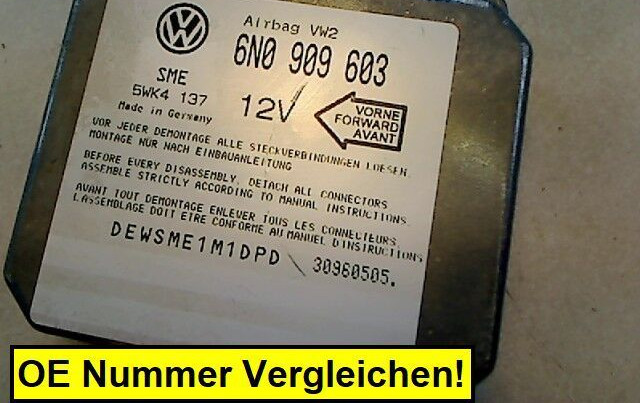 VW
Airbag VW2
6N0 909 603
SME
5WK4 137
Made in Germany
12V
VORNE
FORWARD
AVANT
VOR JEDER DEMONTAGE ALLE STECKVERBINDUNGEN LOESEN.
MONTAGE NUR NACH EINBAUANLEITUNG
BEFORE EVERY DISASSEMBLY, DETACH ALL CONNECTORS
ASSEMBLE STRICTLY ACCORDING TO MANUAL INSTRUCTIONS.
AVANT TOUT DEMONTAGE ENLEVER TOUS LES CONNECTEURS.
L'ASSEMBLAGE DOIT ETRE CONFORME AU MANUEL D'INSTRUCTIONS
DEWSME1M1DPD
30960505.
OE Nummer Vergleichen!